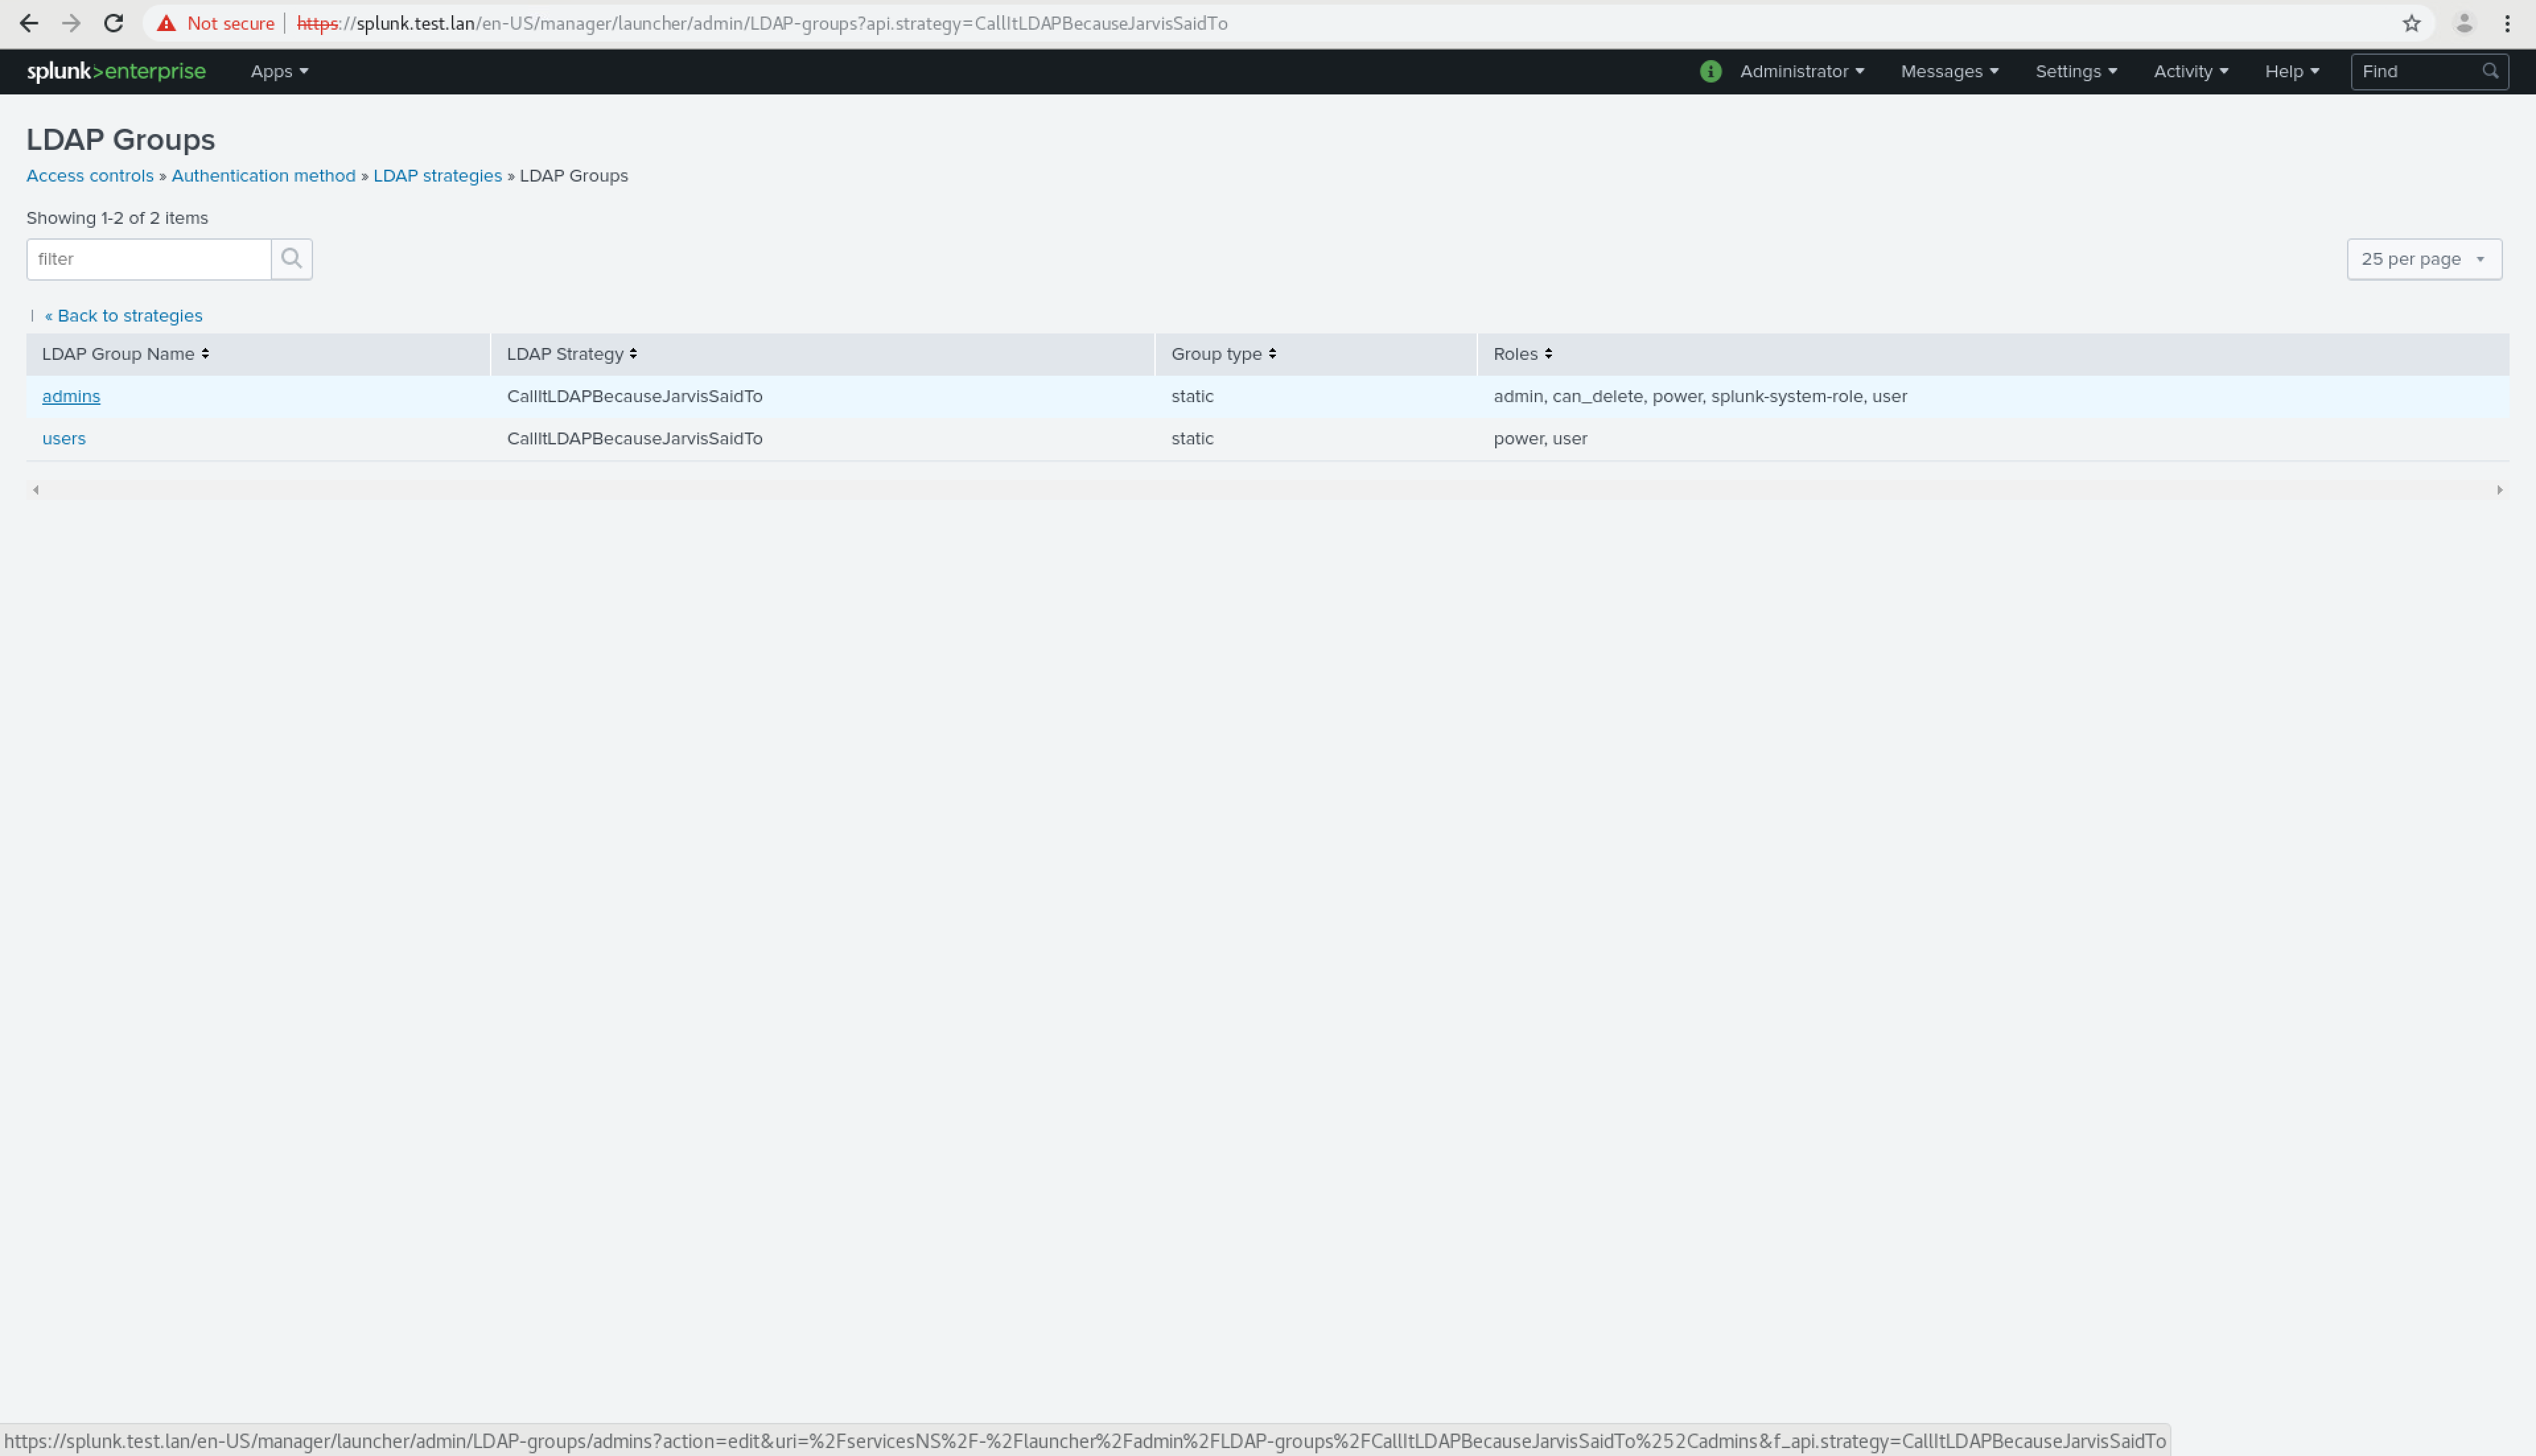 Not secure | https://splunk.test.lan/en-US/manager/launcher/admin/LDAP-groups?api.strategy=CallItLDAPBecauseJarvisSaidTo
splunk>enterprise Apps i Administrator Messages Settings Activity Help Find
LDAP Groups
Access controls » Authentication method » LDAP strategies » LDAP Groups
Showing 1-2 of 2 items
filter 25 per page
| « Back to strategies
LDAP Group Name LDAP Strategy Group type Roles
admins CallItLDAPBecauseJarvisSaidTo static admin, can_delete, power, splunk-system-role, user
users CallItLDAPBecauseJarvisSaidTo static power, user
https://splunk.test.lan/en-US/manager/launcher/admin/LDAP-groups/admins?action=edit&uri=%2FservicesNS%2F-%2Flauncher%2Fadmin%2FLDAP-groups%2FCallItLDAPBecauseJarvisSaidTo%252Cadmins&f_api.strategy=CallItLDAPBecauseJarvisSaidTo